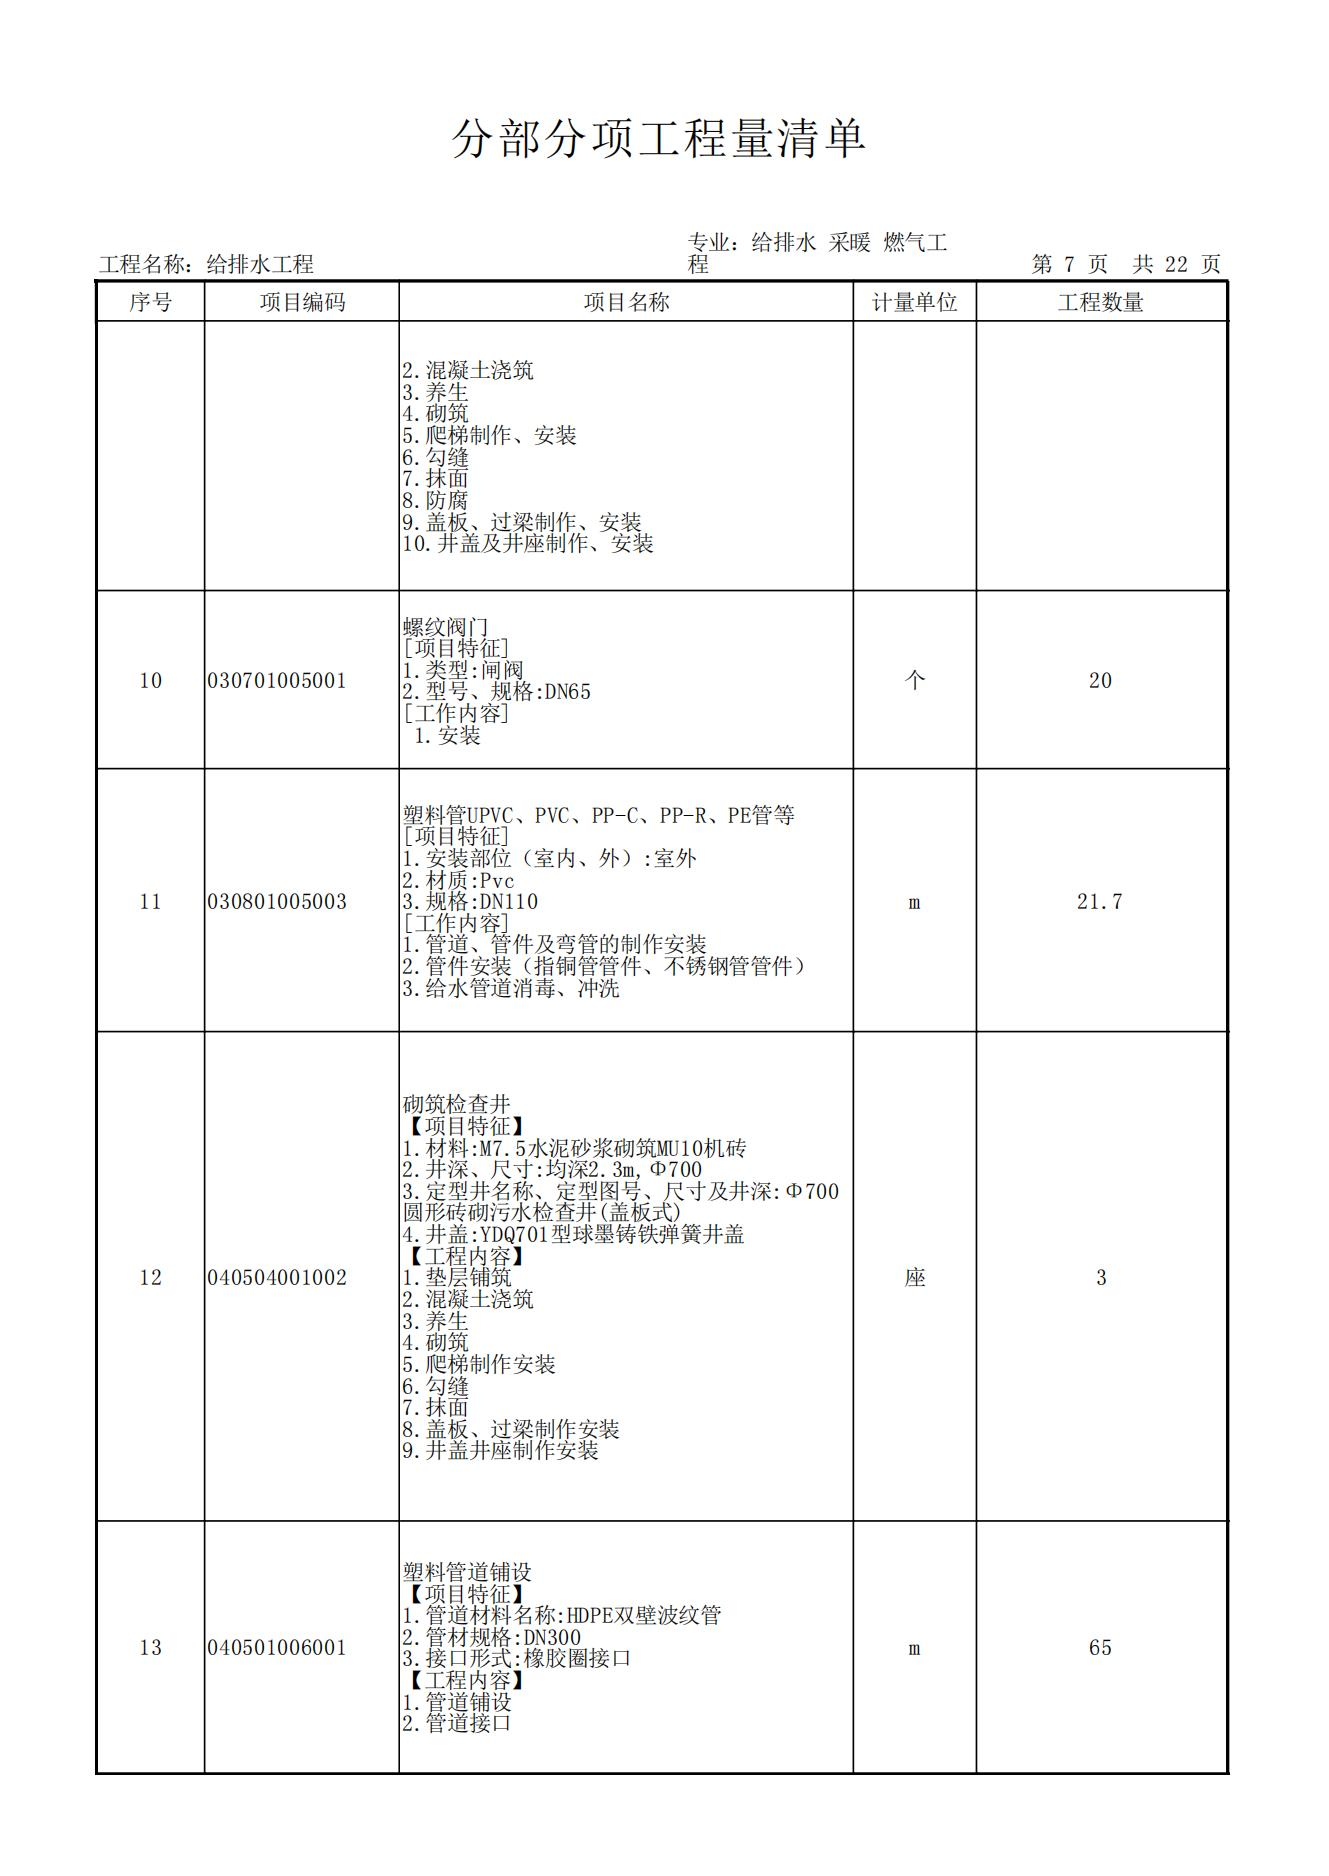 分部分项工程量清单
专业：给排水 采暖 燃气工
工程名称：给排水工程 程 第 7 页 共 22 页
序号 项目编码 项目名称 计量单位 工程数量
2.混凝土浇筑
3.养生
4.砌筑
5.爬梯制作、安装
6.勾缝
7.抹面
8.防腐
9.盖板、过梁制作、安装
10.井盖及井座制作、安装
螺纹阀门
[项目特征]
1.类型:闸阀
10 030701005001 个 20
2.型号、规格:DN65
[工作内容]
1.安装
塑料管UPVC、PVC、PP-C、PP-R、PE管等
[项目特征]
1.安装部位（室内、外）:室外
2.材质:Pvc
11 030801005003 3.规格:DN110 m 21.7
[工作内容]
1.管道、管件及弯管的制作安装
2.管件安装（指铜管管件、不锈钢管管件）
3.给水管道消毒、冲洗
砌筑检查井
【项目特征】
1.材料:M7.5水泥砂浆砌筑MU10机砖
2.井深、尺寸:均深2.3m,Φ700
3.定型井名称、定型图号、尺寸及井深:Φ700
圆形砖砌污水检查井(盖板式)
4.井盖:YDQ701型球墨铸铁弹簧井盖
【工程内容】
12 040504001002 1.垫层铺筑 座 3
2.混凝土浇筑
3.养生
4.砌筑
5.爬梯制作安装
6.勾缝
7.抹面
8.盖板、过梁制作安装
9.井盖井座制作安装
塑料管道铺设
【项目特征】
1.管道材料名称:HDPE双壁波纹管
2.管材规格:DN300
13 040501006001 m 65
3.接口形式:橡胶圈接口
【工程内容】
1.管道铺设
2.管道接口